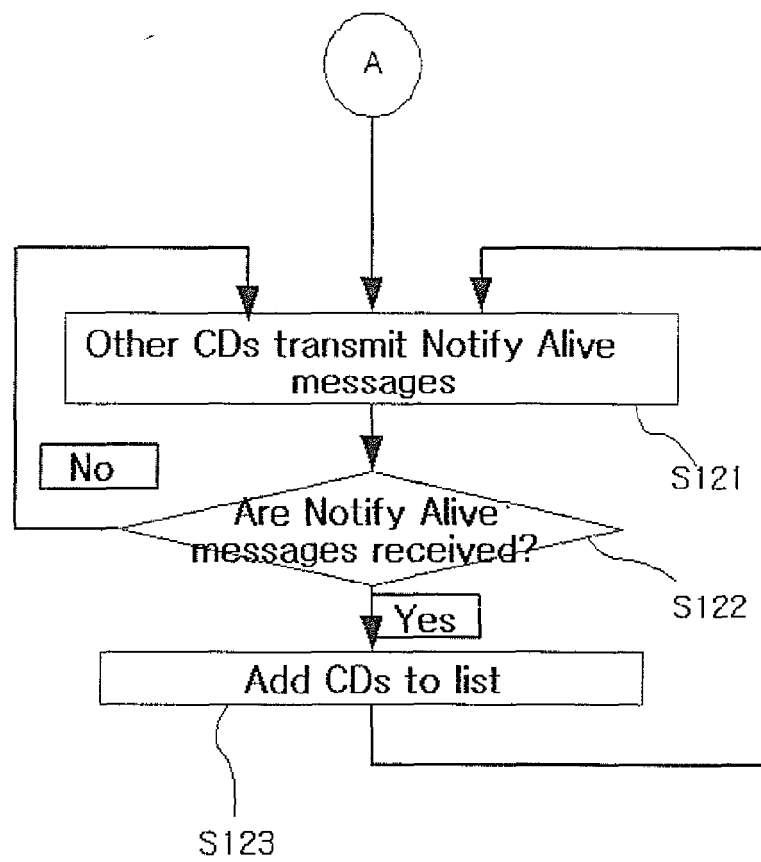 A
Other CDs transmit Notify Alive
messages
S121
No
Are Notify Alive
messages received?
S122
Yes
Add CDs to list
S123